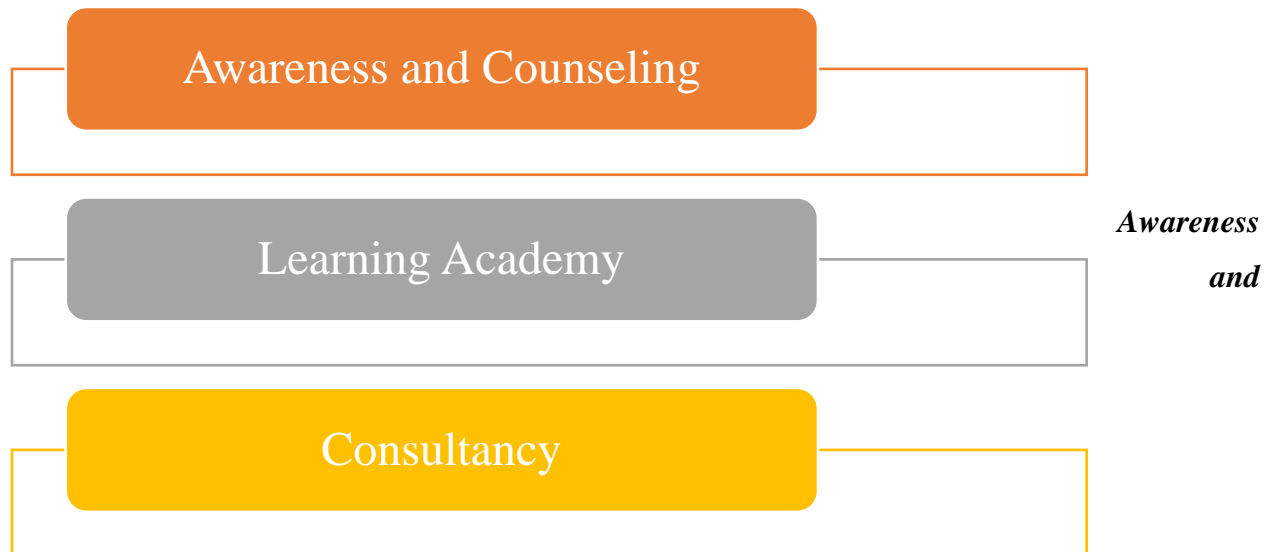 Awareness and Counseling
Learning Academy
Consultancy
Awareness
and